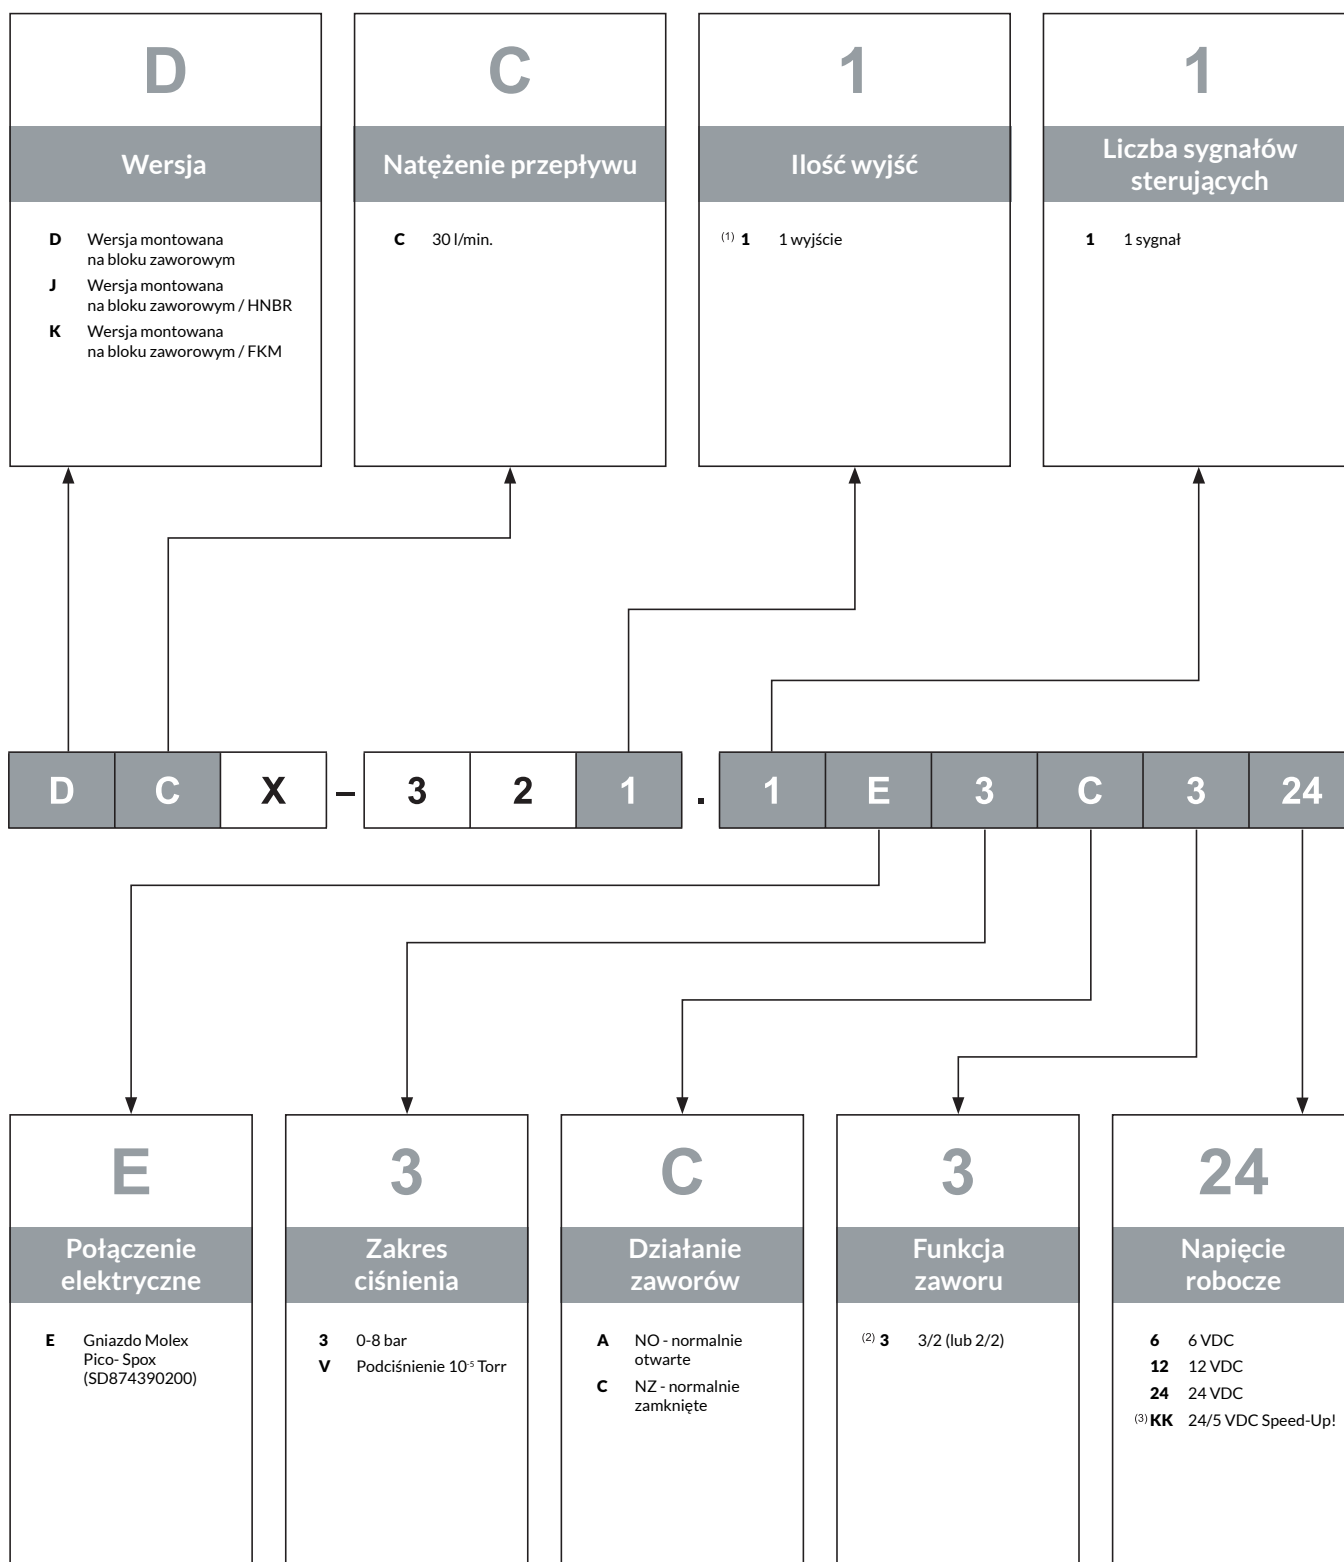 D
Wersja
D Wersja montowana
na bloku zaworowym
J Wersja montowana
na bloku zaworowym / HNBR
K Wersja montowana
na bloku zaworowym / FKM
C
Natężenie przepływu
C 30 l/min.
1
Ilość wyjść
(1) 1 1 wyjście
1
Liczba sygnałów
sterujących
1 1 sygnał
D C X – 3 2 1 . 1 E 3 C 3 24
E
Połączenie
elektryczne
E Gniazdo Molex
Pico- Spox
(SD874390200)
3
Zakres
ciśnienia
3 0-8 bar
V Podciśnienie 10⁻⁵ Torr
C
Działanie
zaworów
A NO - normalnie
otwarte
C NZ - normalnie
zamknięte
3
Funkcja
zaworu
(2) 3 3/2 (lub 2/2)
24
Napięcie
robocze
6 6 VDC
12 12 VDC
24 24 VDC
(3) KK 24/5 VDC Speed-Up!